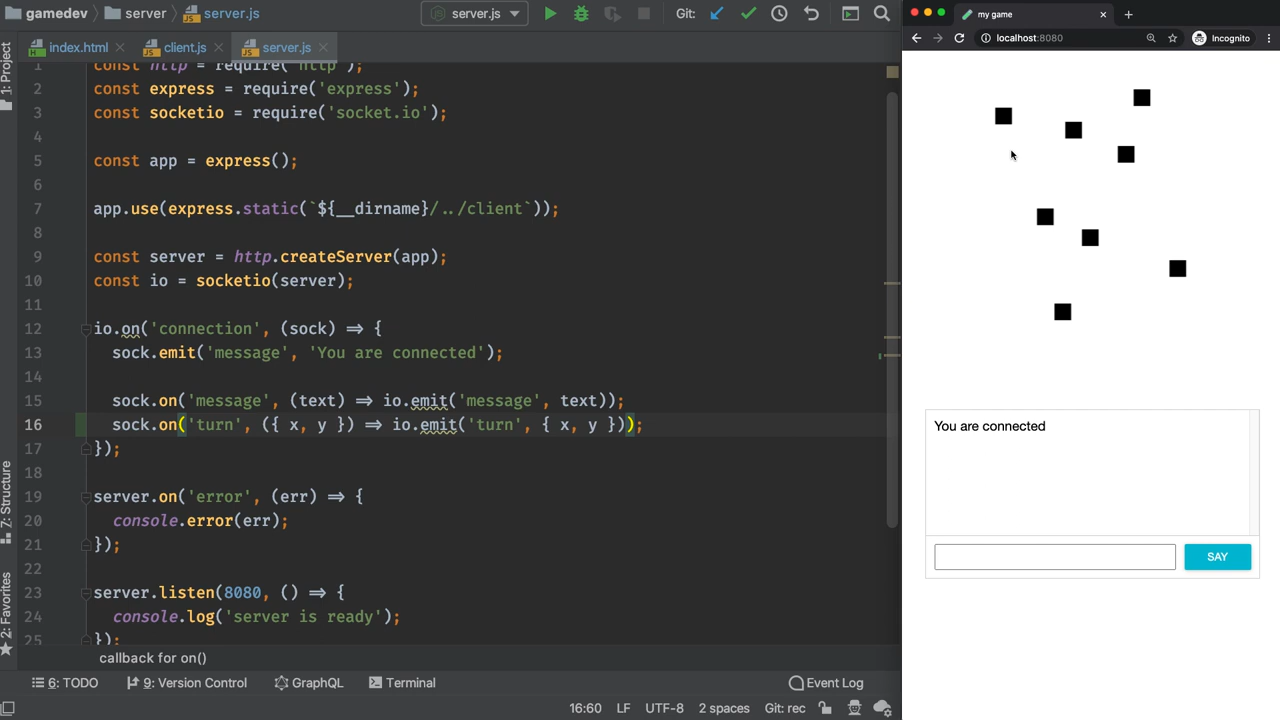 gamedev server server.js
server.js
Git:
index.html client.js server.js
1 const http = require('http');
2 const express = require('express');
3 const socketio = require('socket.io');
4
5 const app = express();
6
7 app.use(express.static(`${__dirname}/../client`));
8
9 const server = http.createServer(app);
10 const io = socketio(server);
11
12 io.on('connection', (sock) => {
13 sock.emit('message', 'You are connected');
14
15 sock.on('message', (text) => io.emit('message', text));
16 sock.on('turn', ({ x, y }) => io.emit('turn', { x, y }));
17 });
18
19 server.on('error', (err) => {
20 console.error(err);
21 });
22
23 server.listen(8080, () => {
24 console.log('server is ready');
25 });
callback for on()
1: Project
7: Structure
2: Favorites
6: TODO 9: Version Control GraphQL Terminal Event Log
16:60 LF UTF-8 2 spaces Git: rec
my game
localhost:8080 Incognito
You are connected
SAY